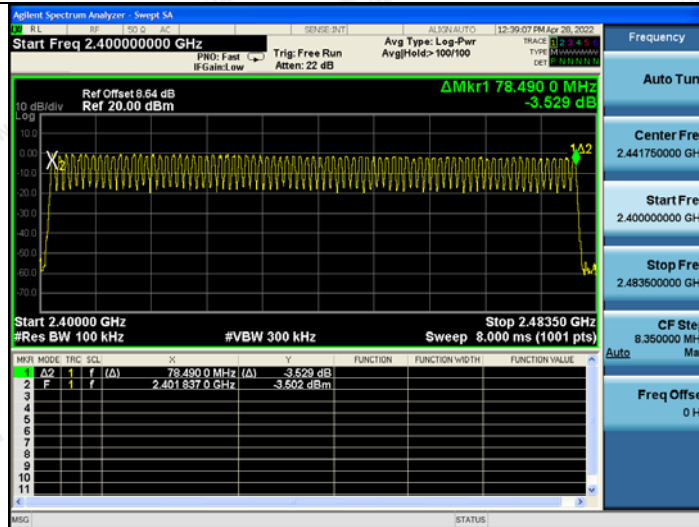 Agilent Spectrum Analyzer - Swept SA
RL RF 50 Ω AC SENSE:INT ALIGN AUTO 12:39:07 PM Apr 28, 2022
Start Freq 2.400000000 GHz
PNO: Fast
IFGain:Low
Trig: Free Run
Atten: 22 dB
Avg Type: Log-Pwr
Avg|Hold:>100/100
TRACE 1 2 3 4 5 6
TYPE M
DET P N N N N N
Ref Offset 8.64 dB
Ref 20.00 dBm
10 dB/div
Log
ΔMkr1 78.490 0 MHz
-3.529 dB
10.0
0.00
-10.0
-20.0
-30.0
-40.0
-50.0
-60.0
-70.0
X2
1Δ2
Start 2.40000 GHz Stop 2.48350 GHz
#Res BW 100 kHz #VBW 300 kHz Sweep 8.000 ms (1001 pts)
MKR MODE TRC SCL X Y FUNCTION FUNCTION WIDTH FUNCTION VALUE
1 Δ2 1 f (Δ) 78.490 0 MHz (Δ) -3.529 dB
2 F 1 f 2.401 837 0 GHz -3.502 dBm
3
4
5
6
7
8
9
10
11
MSG STATUS
Frequency
Auto Tun
Center Fre
2.441750000 GH
Start Fre
2.400000000 GH
Stop Fre
2.483500000 GH
CF Ste
8.350000 MH
Auto Ma
Freq Offse
0 H